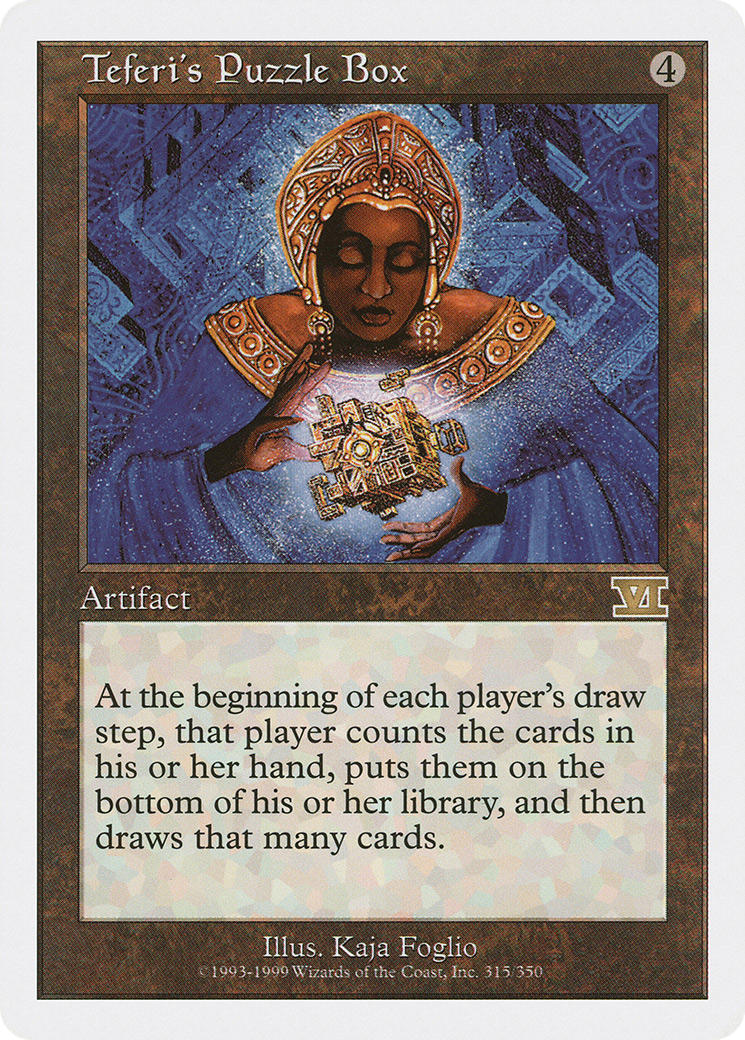 Teferi's Puzzle Box
4
Artifact
VI
At the beginning of each player's draw
step, that player counts the cards in
his or her hand, puts them on the
bottom of his or her library, and then
draws that many cards.
Illus. Kaja Foglio
©1993-1999 Wizards of the Coast, Inc. 315/350